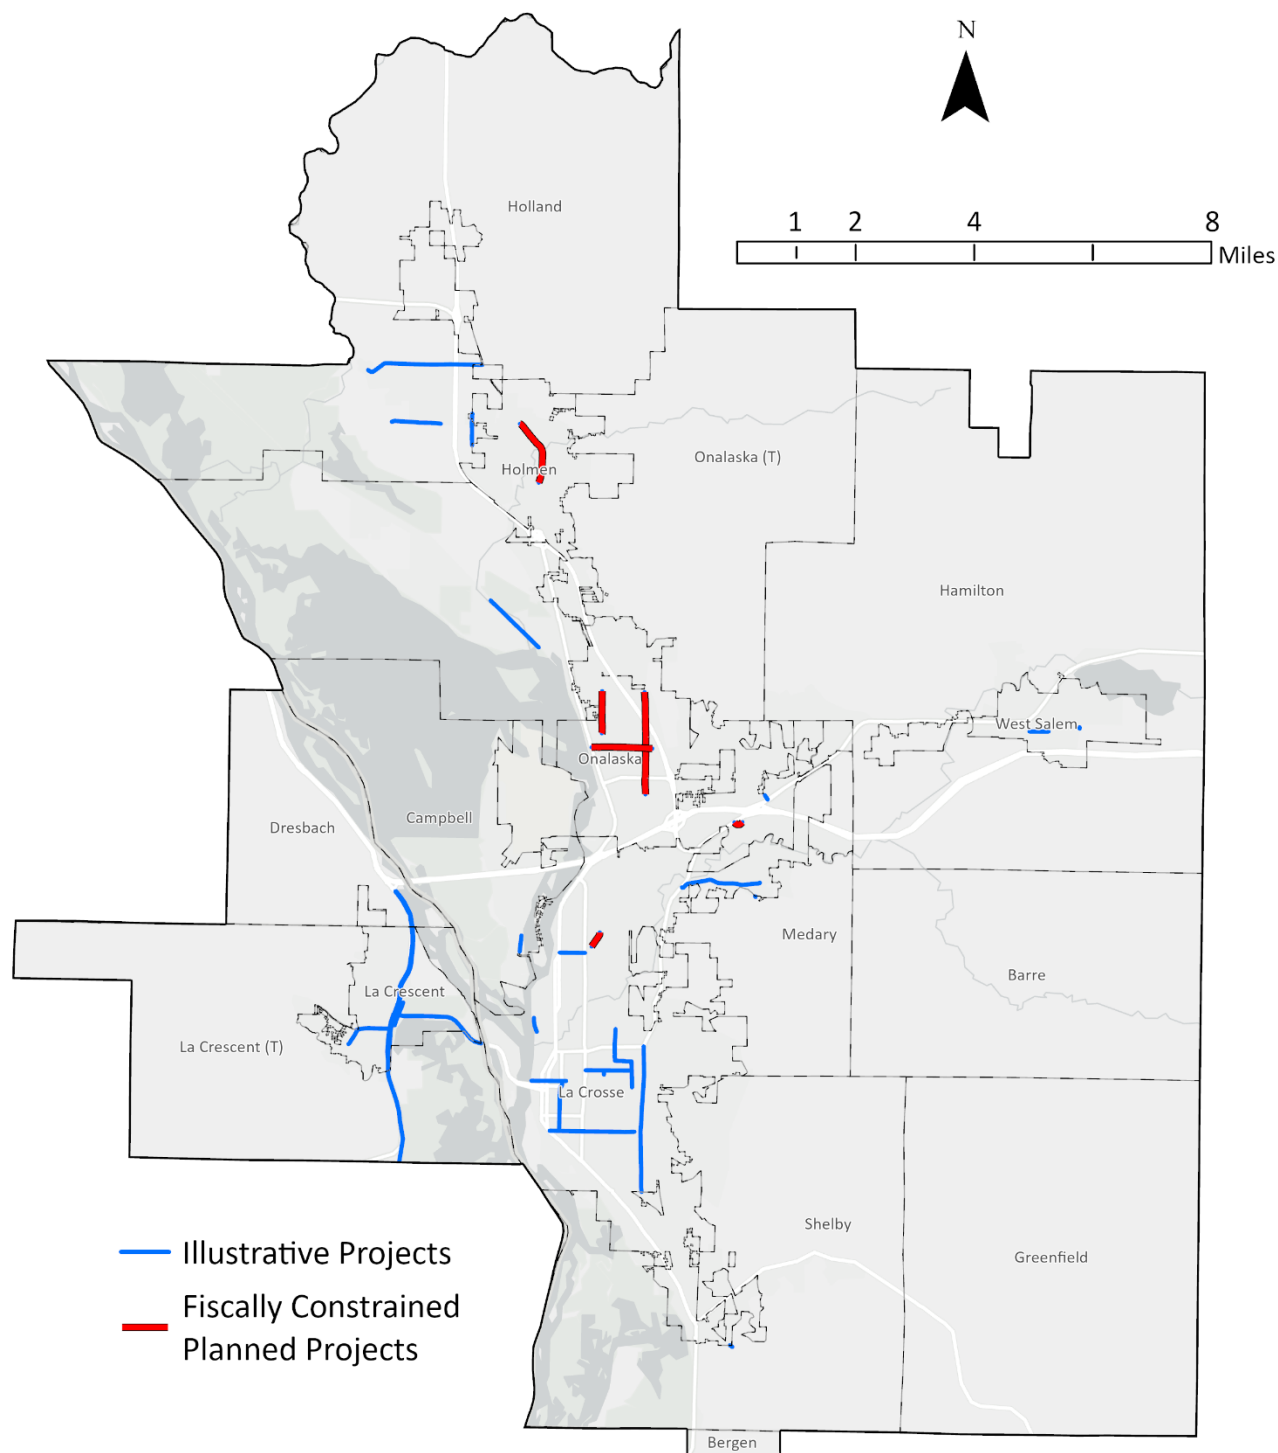 N
Holland
1 2 4 8
Miles
Onalaska (T)
Holmen
Hamilton
West Salem
Onalaska
Campbell
Dresbach
Medary
Barre
La Crescent
La Crescent (T)
La Crosse
Shelby
Greenfield
Illustrative Projects
Fiscally Constrained
Planned Projects
Bergen